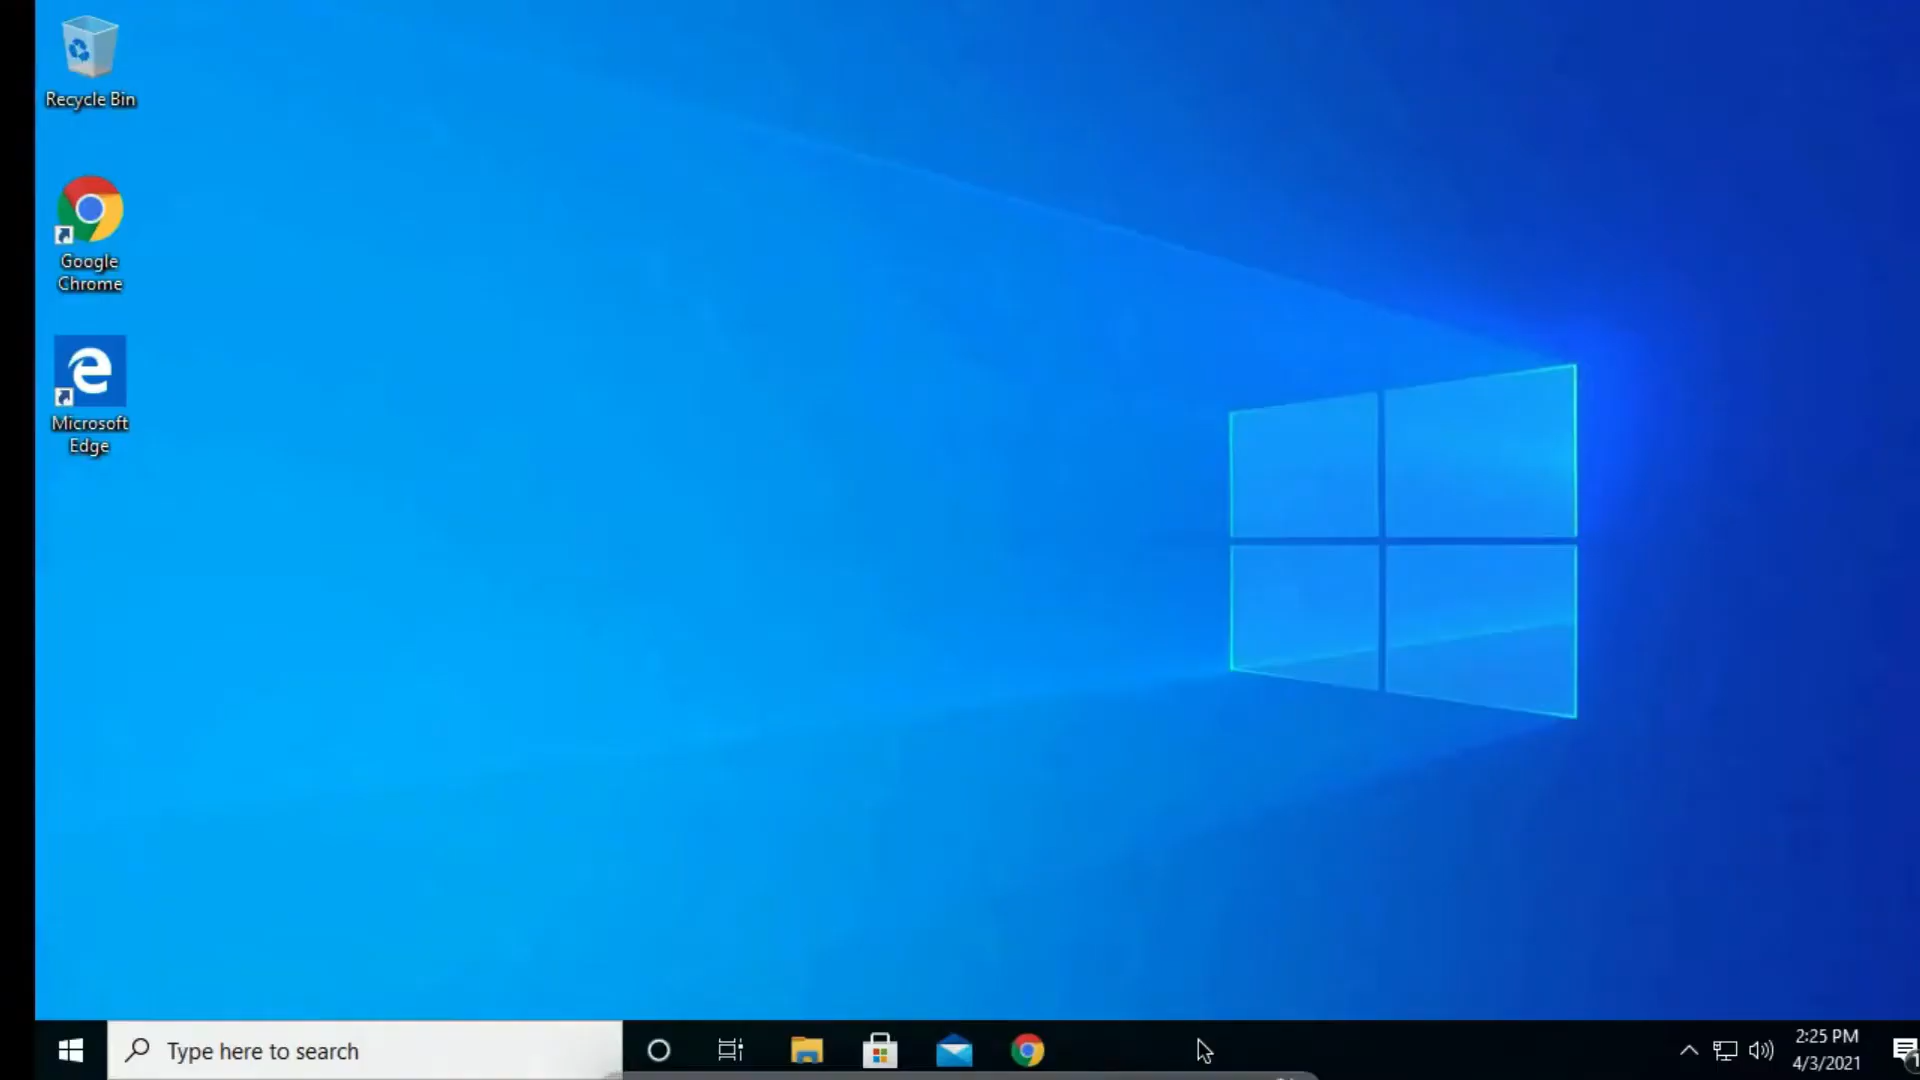 Recycle Bin
Google
Chrome
Microsoft
Edge
Type here to search
2:25 PM
4/3/2021